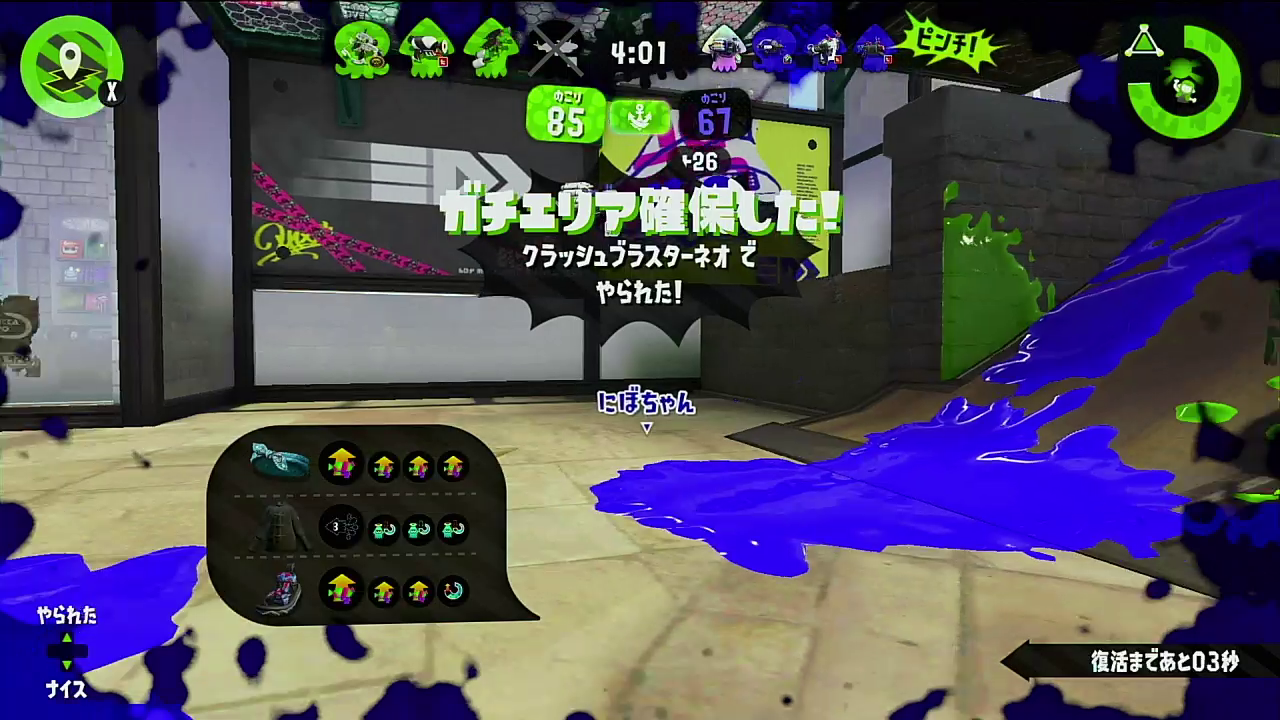 4:01
ピンチ!
X
のこり
85
のこり
67
+26
ガチエリア確保した!
クラッシュブラスターネオ で
やられた!
にぼちゃん
3
やられた
ナイス
復活まであと03秒